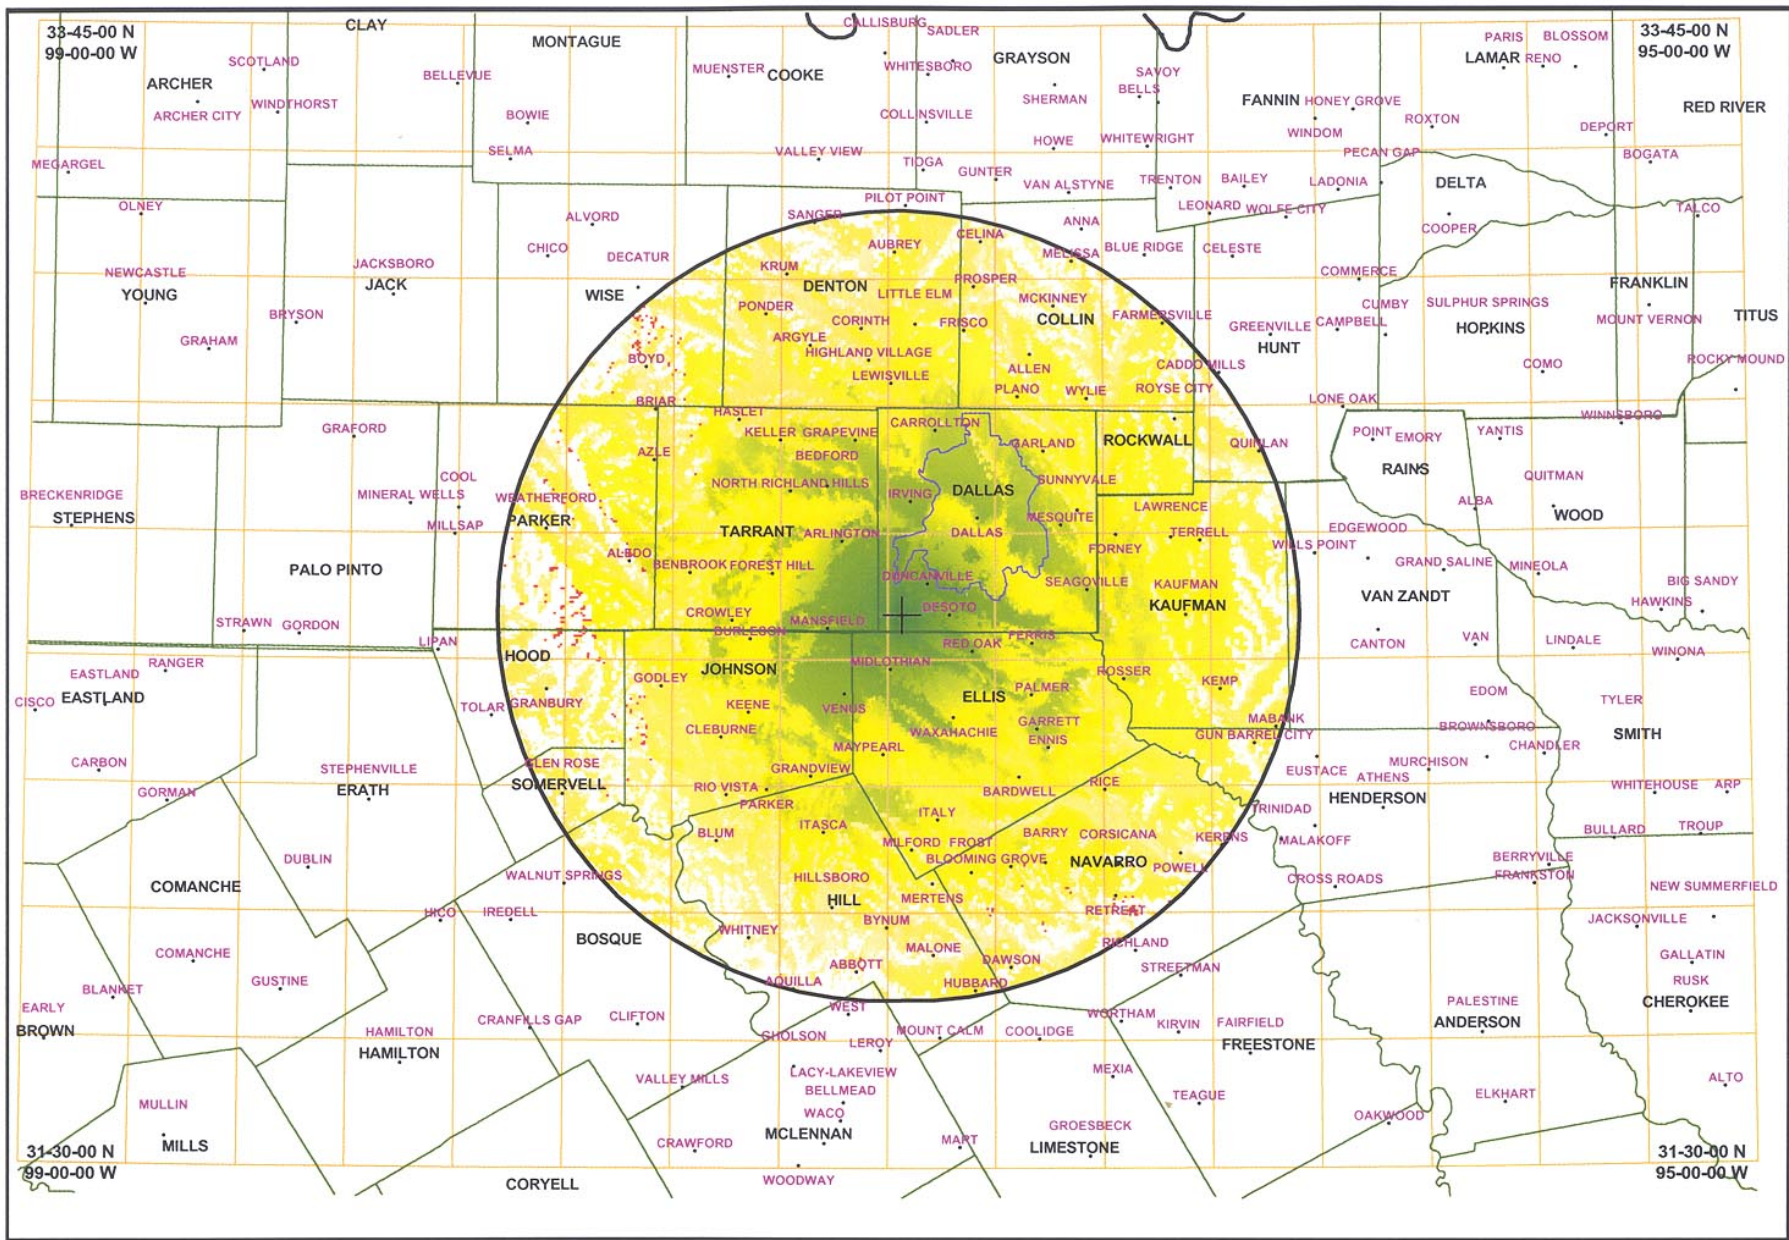 33-45-00 N
99-00-00 W
CLAY
MONTAGUE
CALLISBURG
SADLER
GRAYSON
PARIS
BLOSSOM
33-45-00 N
95-00-00 W
ARCHER
SCOTLAND
BELLEVUE
MUENSTER
COOKE
WHITESBORO
SAVOY
BELLS
LAMAR
RENO
ARCHER CITY
WINDTHORST
BOWIE
COLLINSVILLE
SHERMAN
FANNIN
HONEY GROVE
ROXTON
RED RIVER
WINDOM
DEPORT
MEGARGEL
SELMA
VALLEY VIEW
TIOGA
HOWE
WHITEWRIGHT
PECAN GAP
BOGATA
GUNTER
VAN ALSTYNE
TRENTON
BAILEY
LADONIA
DELTA
OLNEY
ALVORD
SANGER
PILOT POINT
ANNA
LEONARD
WOLFE CITY
TALCO
CHICO
DECATUR
AUBREY
CELINA
MELISSA
BLUE RIDGE
CELESTE
COOPER
NEWCASTLE
YOUNG
JACKSBORO
JACK
WISE
KRUM
DENTON
PROSPER
COMMERCE
FRANKLIN
BRYSON
PONDER
LITTLE ELM
MCKINNEY
COLLIN
FARMERSVILLE
CUMBY
SULPHUR SPRINGS
HOPKINS
MOUNT VERNON
TITUS
GRAHAM
CORINTH
FRISCO
GREENVILLE
CAMPBELL
HUNT
ARGYLE
BOYD
HIGHLAND VILLAGE
LEWISVILLE
ALLEN
CADDO MILLS
COMO
ROCKY MOUND
PLANO
WYLIE
ROYSE CITY
BRIAR
HASLET
LONE OAK
WINNSBORO
GRAFORD
KELLER
GRAPEVINE
CARROLLTON
GARLAND
ROCKWALL
QUINLAN
POINT
EMORY
YANTIS
AZLE
BEDFORD
RAINS
COOL
QUITMAN
BRECKENRIDGE
STEPHENS
MINERAL WELLS
WEATHERFORD
NORTH RICHLAND HILLS
IRVING
DALLAS
SUNNYVALE
ALBA
WOOD
MILLSAP
PARKER
TARRANT
ARLINGTON
DALLAS
MESQUITE
LAWRENCE
TERRELL
EDGEWOOD
ALEDO
FORNEY
WILLS POINT
PALO PINTO
BENBROOK
FOREST HILL
DUNCANVILLE
SEAGOVILLE
KAUFMAN
KAUFMAN
GRAND SALINE
MINEOLA
VAN ZANDT
BIG SANDY
HAWKINS
STRAWN
GORDON
CROWLEY
BURLESON
MANSFIELD
DESOTO
LIPAN
RED OAK
FERRIS
CANTON
VAN
LINDALE
WINONA
HOOD
JOHNSON
MIDLOTHIAN
EASTLAND
RANGER
GODLEY
ROSSER
KEMP
CISCO
EASTLAND
TOLAR
GRANBURY
KEENE
VENUS
ELLIS
PALMER
EDOM
TYLER
CLEBURNE
WAXAHACHIE
GARRETT
ENNIS
MABANK
GUN BARREL CITY
BROWNSBORO
SMITH
MAYPEARL
CHANDLER
CARBON
STEPHENVILLE
ERATH
GLEN ROSE
SOMERVELL
GRANDVIEW
EUSTACE
ATHENS
MURCHISON
GORMAN
RIO VISTA
PARKER
BARDWELL
RICE
HENDERSON
WHITEHOUSE
ARP
TRINIDAD
BLUM
ITASCA
ITALY
BARRY
CORSICANA
KERENS
MALAKOFF
BULLARD
TROUP
DUBLIN
MILFORD
FROST
BLOOMING GROVE
NAVARRO
POWELL
BERRYVILLE
FRANKSTON
COMANCHE
WALNUT SPRINGS
HILLSBORO
HILL
MERTENS
CROSS ROADS
NEW SUMMERFIELD
HICO
IREDELL
BYNUM
RETREAT
JACKSONVILLE
BOSQUE
WHITNEY
MALONE
RICHLAND
COMANCHE
ABBOTT
DAWSON
STREETMAN
GALLATIN
GUSTINE
AQUILLA
HUBBARD
RUSK
CHEROKEE
BLANKET
EARLY
BROWN
CLIFTON
CRANFILLS GAP
WEST
WORTHAM
KIRVIN
FAIRFIELD
FREESTONE
PALESTINE
ANDERSON
HAMILTON
HAMILTON
GHOLSON
LEROY
MOUNT CALM
COOLIDGE
VALLEY MILLS
LACY-LAKEVIEW
BELLMEAD
MEXIA
TEAGUE
ALTO
MULLIN
MILLS
WACO
MCLENNAN
MART
GROESBECK
LIMESTONE
OAKWOOD
ELKHART
CRAWFORD
31-30-00 N
99-00-00 W
CORYELL
WOODWAY
31-30-00 N
95-00-00 W